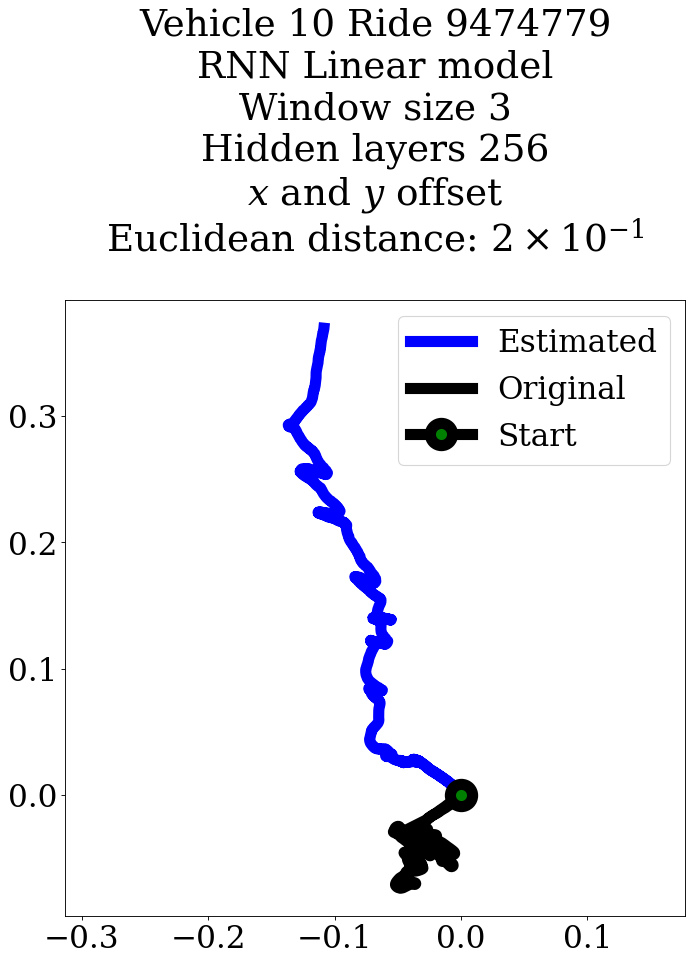 Vehicle 10 Ride 9474779
RNN Linear model
Window size 3
Hidden layers 256
x and y offset
Euclidean distance: 2 × 10⁻¹
Estimated
Original
Start
0.3
0.2
0.1
0.0
−0.3 −0.2 −0.1 0.0 0.1